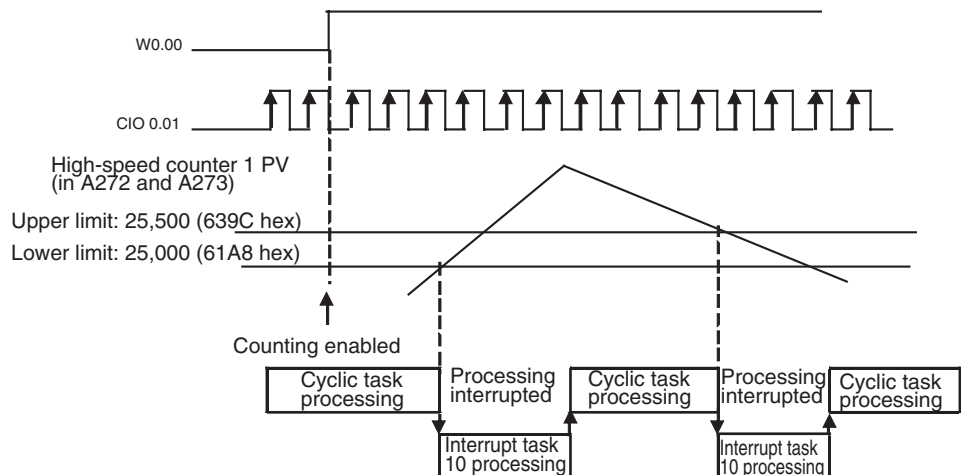 W0.00
CIO 0.01
High-speed counter 1 PV
(in A272 and A273)
Upper limit: 25,500 (639C hex)
Lower limit: 25,000 (61A8 hex)
Counting enabled
Cyclic task
processing
Processing
interrupted
Cyclic task
processing
Processing
interrupted
Cyclic task
processing
Interrupt task
10 processing
Interrupt task
10 processing